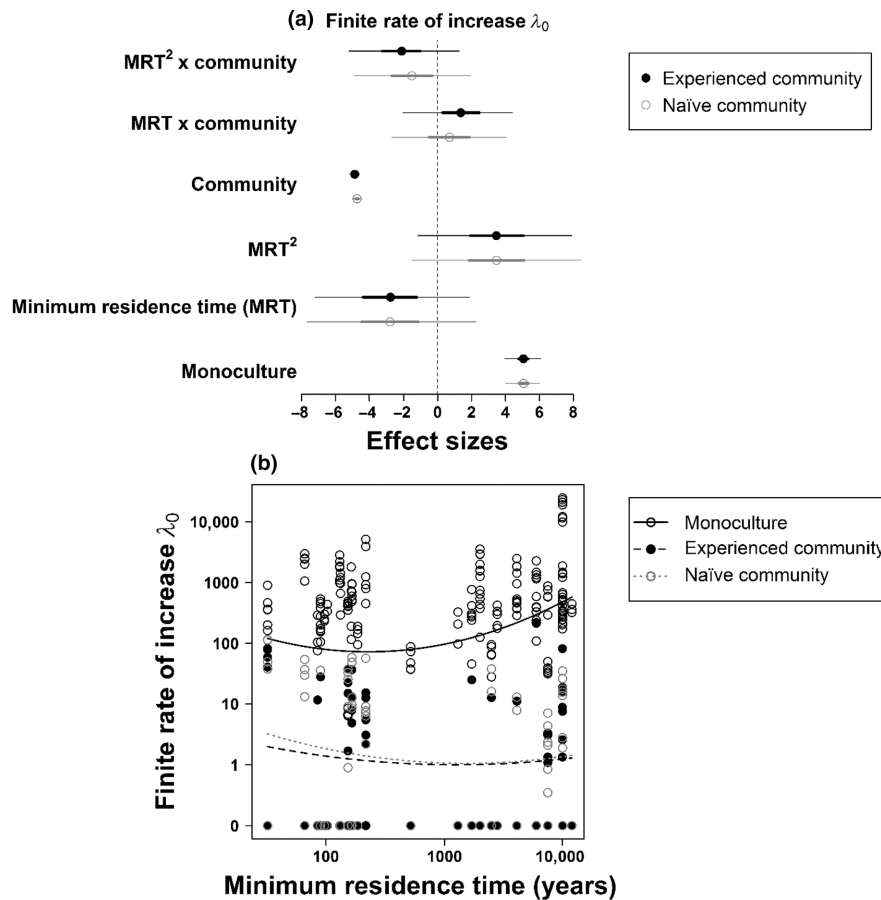 (a) Finite rate of increase λ0
MRT2 x community
MRT x community
Community
MRT2
Minimum residence time (MRT)
Monoculture
−8 −6 −4 −2 0 2 4 6 8
Effect sizes
Experienced community
Naïve community
(b)
Finite rate of increase λ0
10,000
1000
100
10
1
0
100 1000 10,000
Minimum residence time (years)
Monoculture
Experienced community
Naïve community